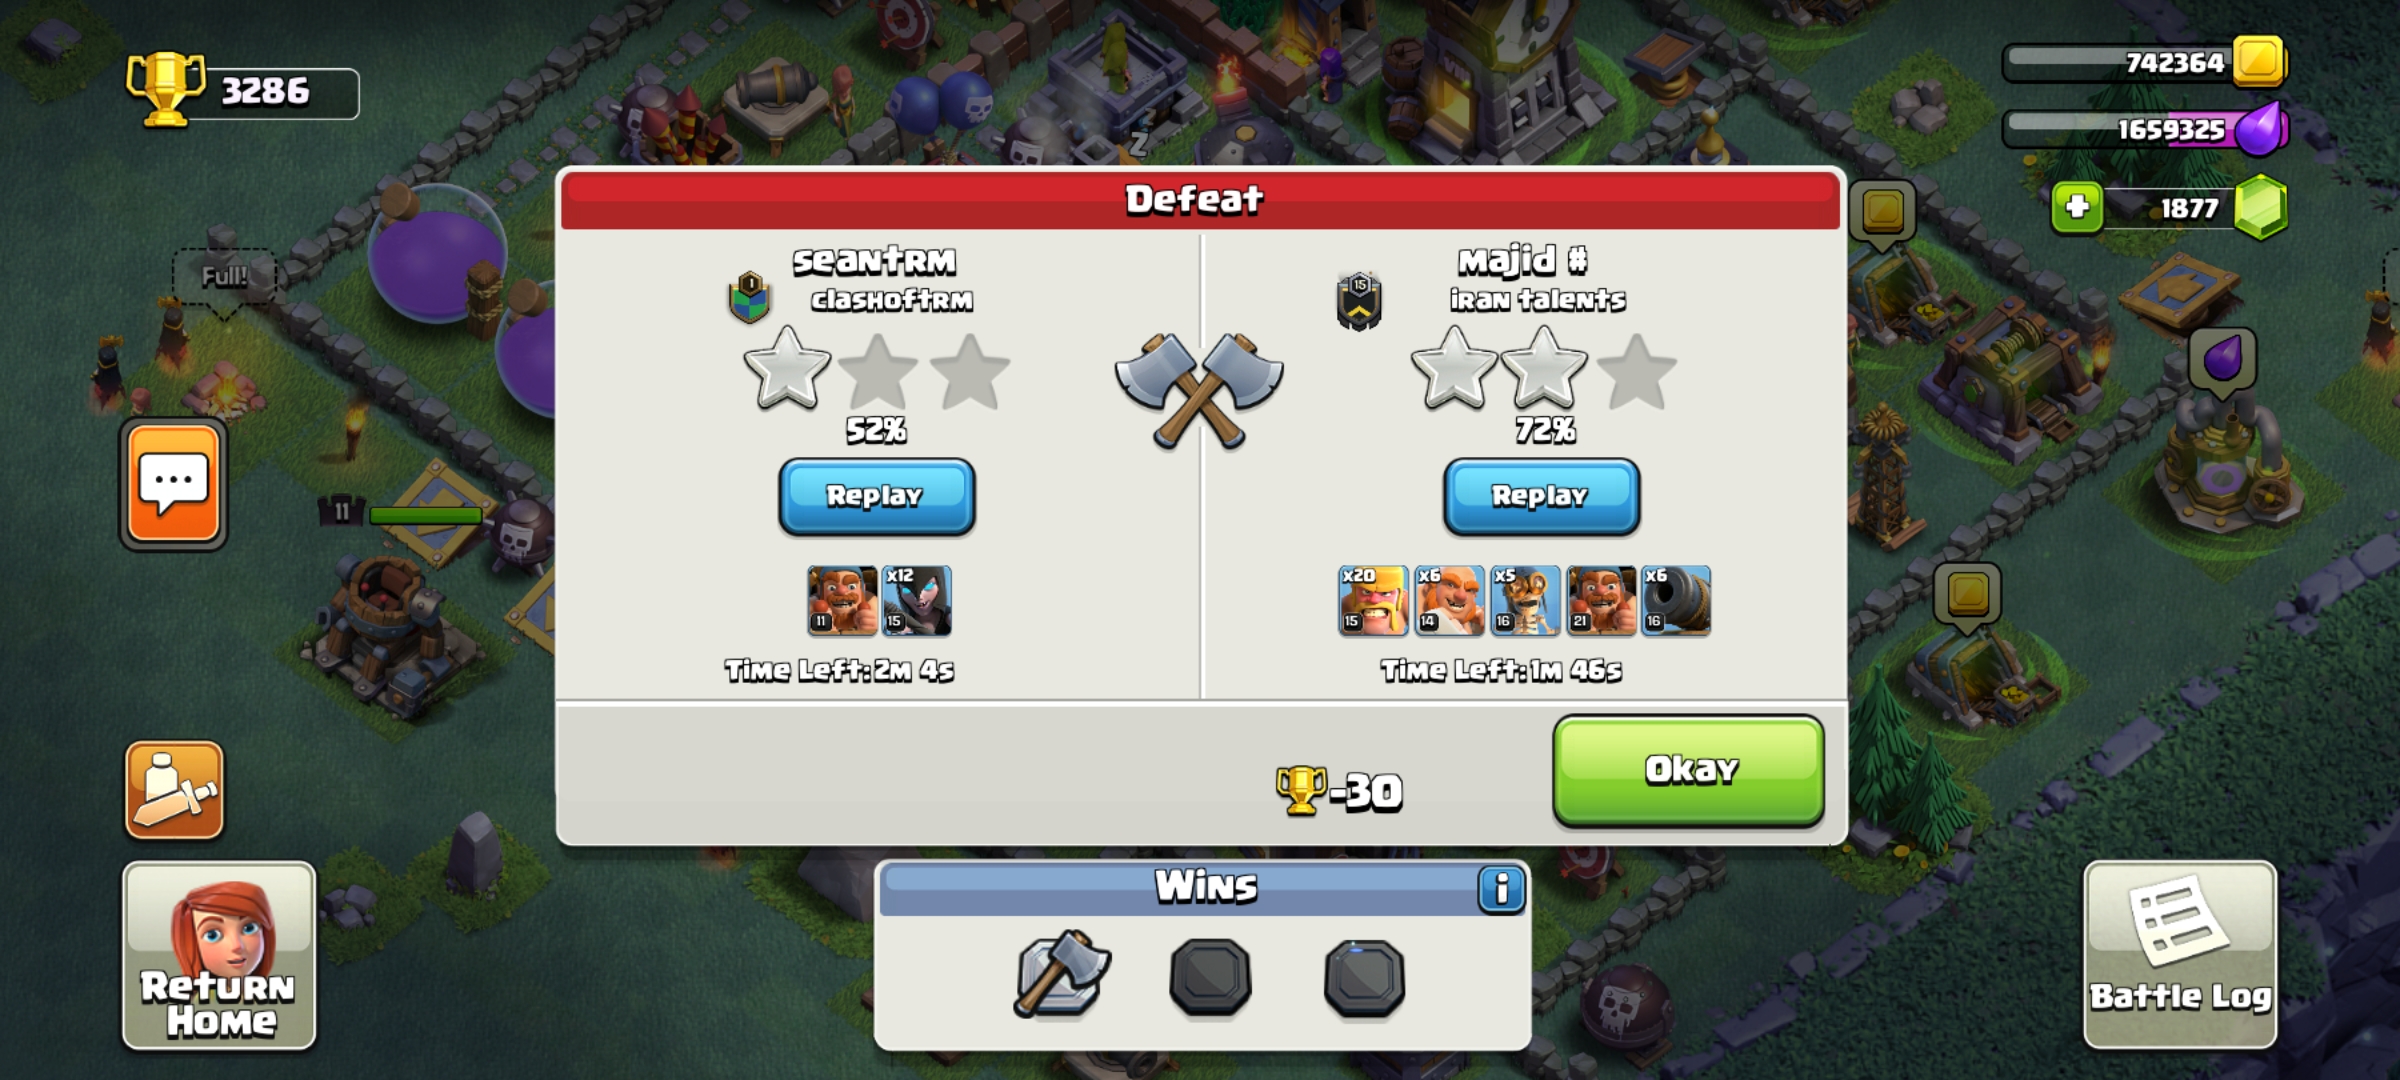 3286
742364
1659325
1877
Full!
11
Z
Z
Defeat
seantrm
clashoftrm
1
52%
Replay
11
x12
15
Time Left:2m 4s
Majid #
iran talents
15
72%
Replay
x20
15
x6
14
x5
16
21
x6
16
Time Left:1m 46s
-30
Okay
Wins
i
Return
Home
Battle Log